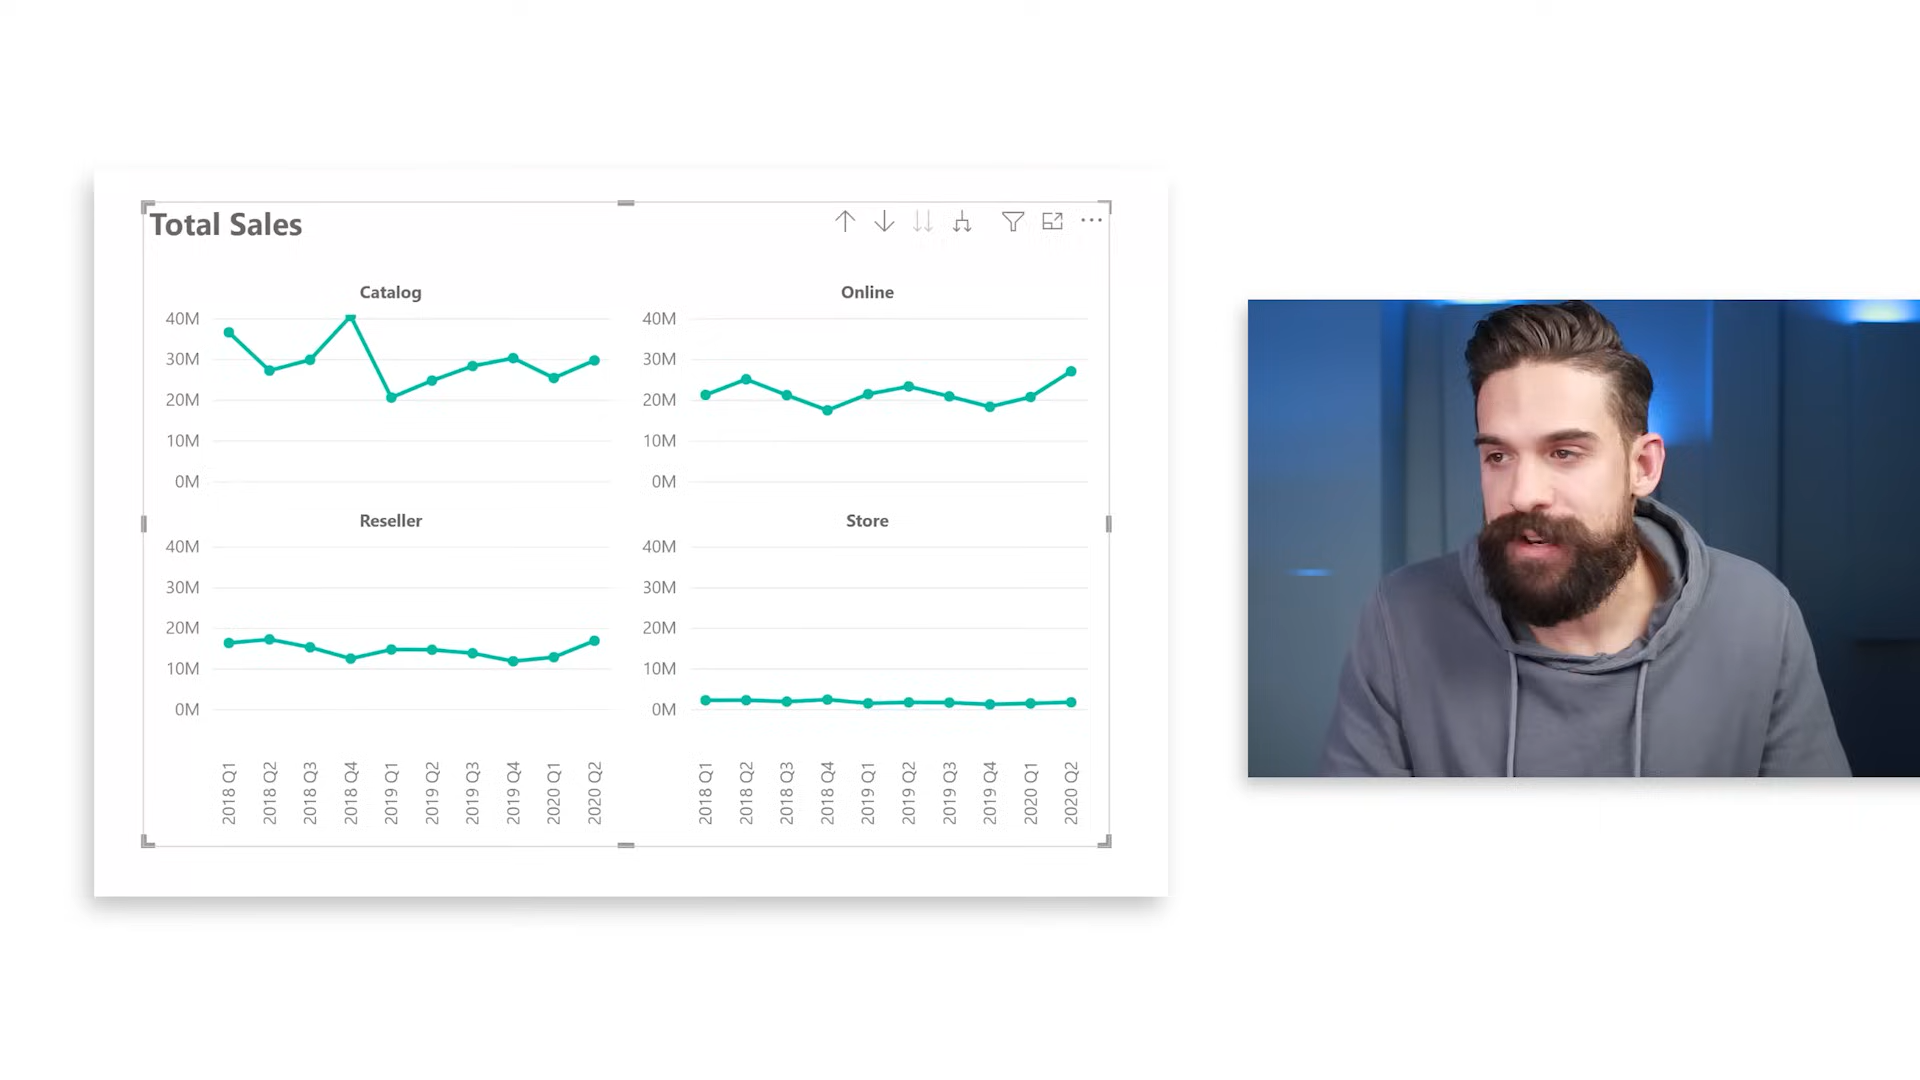 Total Sales
Catalog
40M
30M
20M
10M
0M
Online
40M
30M
20M
10M
0M
Reseller
40M
30M
20M
10M
0M
2018 Q1
2018 Q2
2018 Q3
2018 Q4
2019 Q1
2019 Q2
2019 Q3
2019 Q4
2020 Q1
2020 Q2
Store
40M
30M
20M
10M
0M
2018 Q1
2018 Q2
2018 Q3
2018 Q4
2019 Q1
2019 Q2
2019 Q3
2019 Q4
2020 Q1
2020 Q2